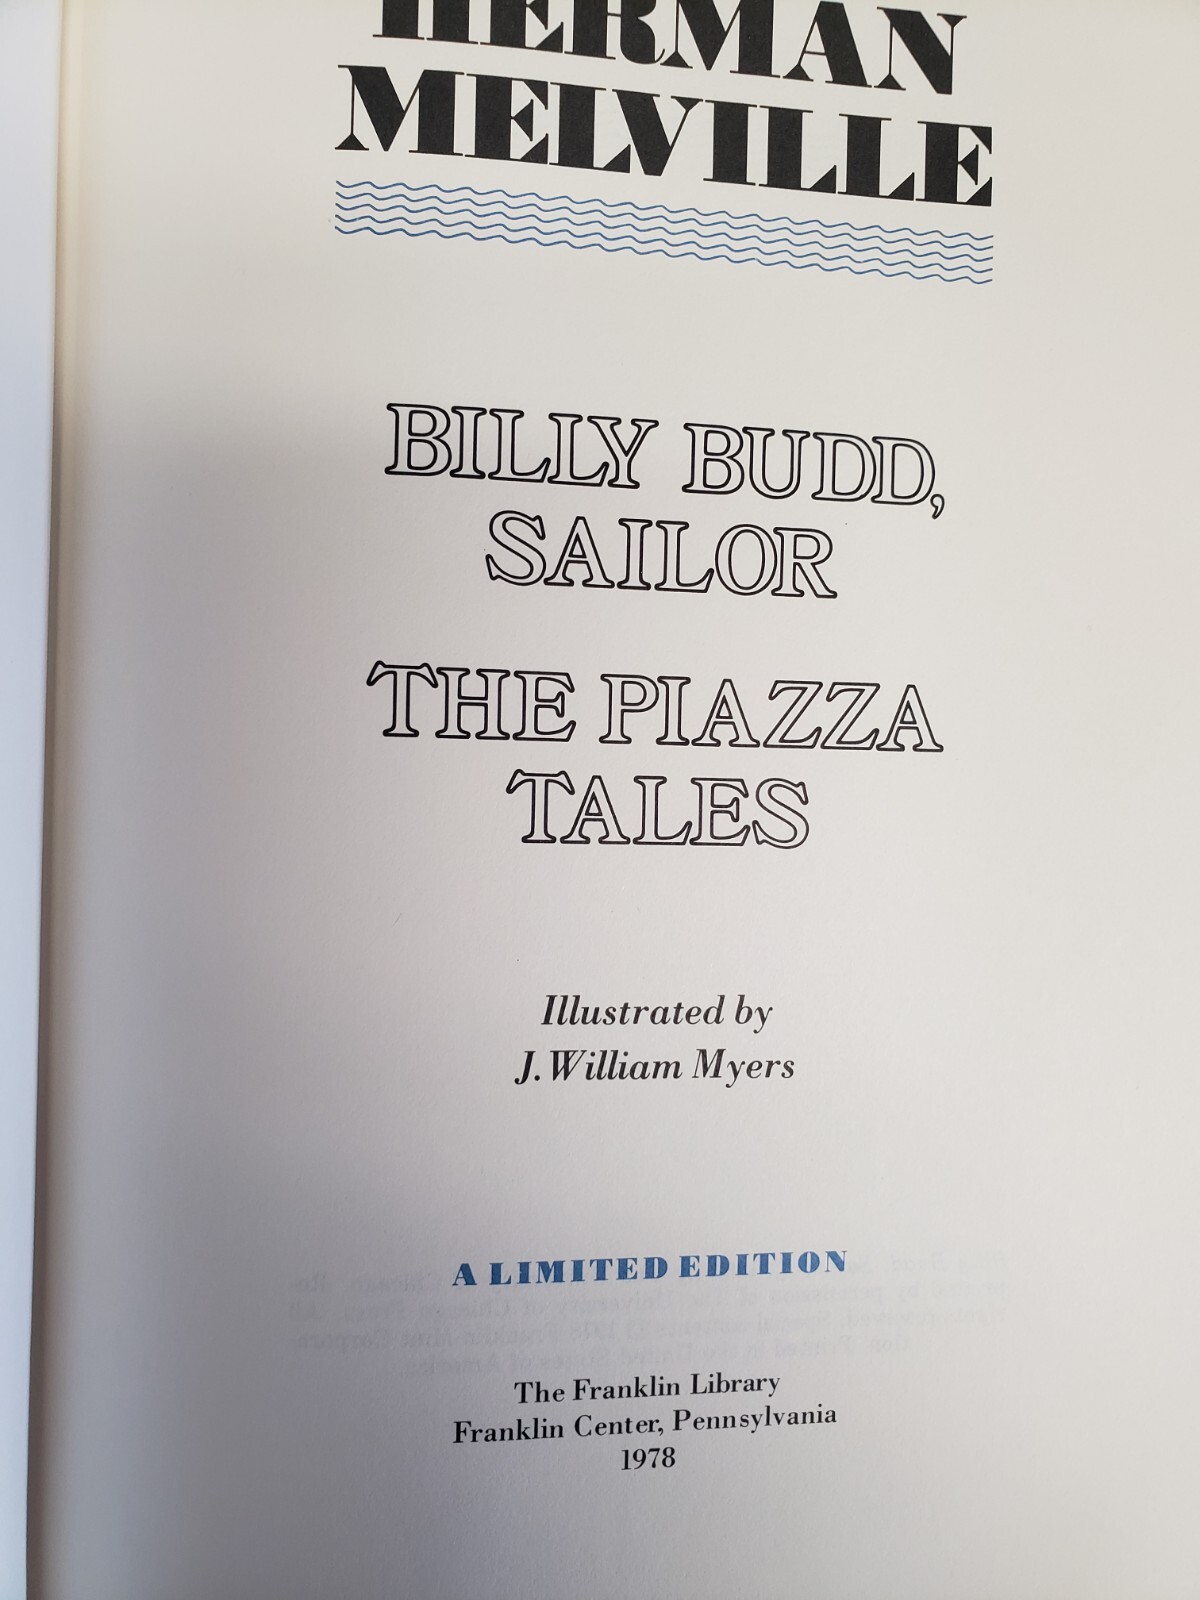 HERMAN
MELVILLE
BILLY BUDD,
SAILOR
THE PIAZZA
TALES
Illustrated by
J. William Myers
A LIMITED EDITION
The Franklin Library
Franklin Center, Pennsylvania
1978